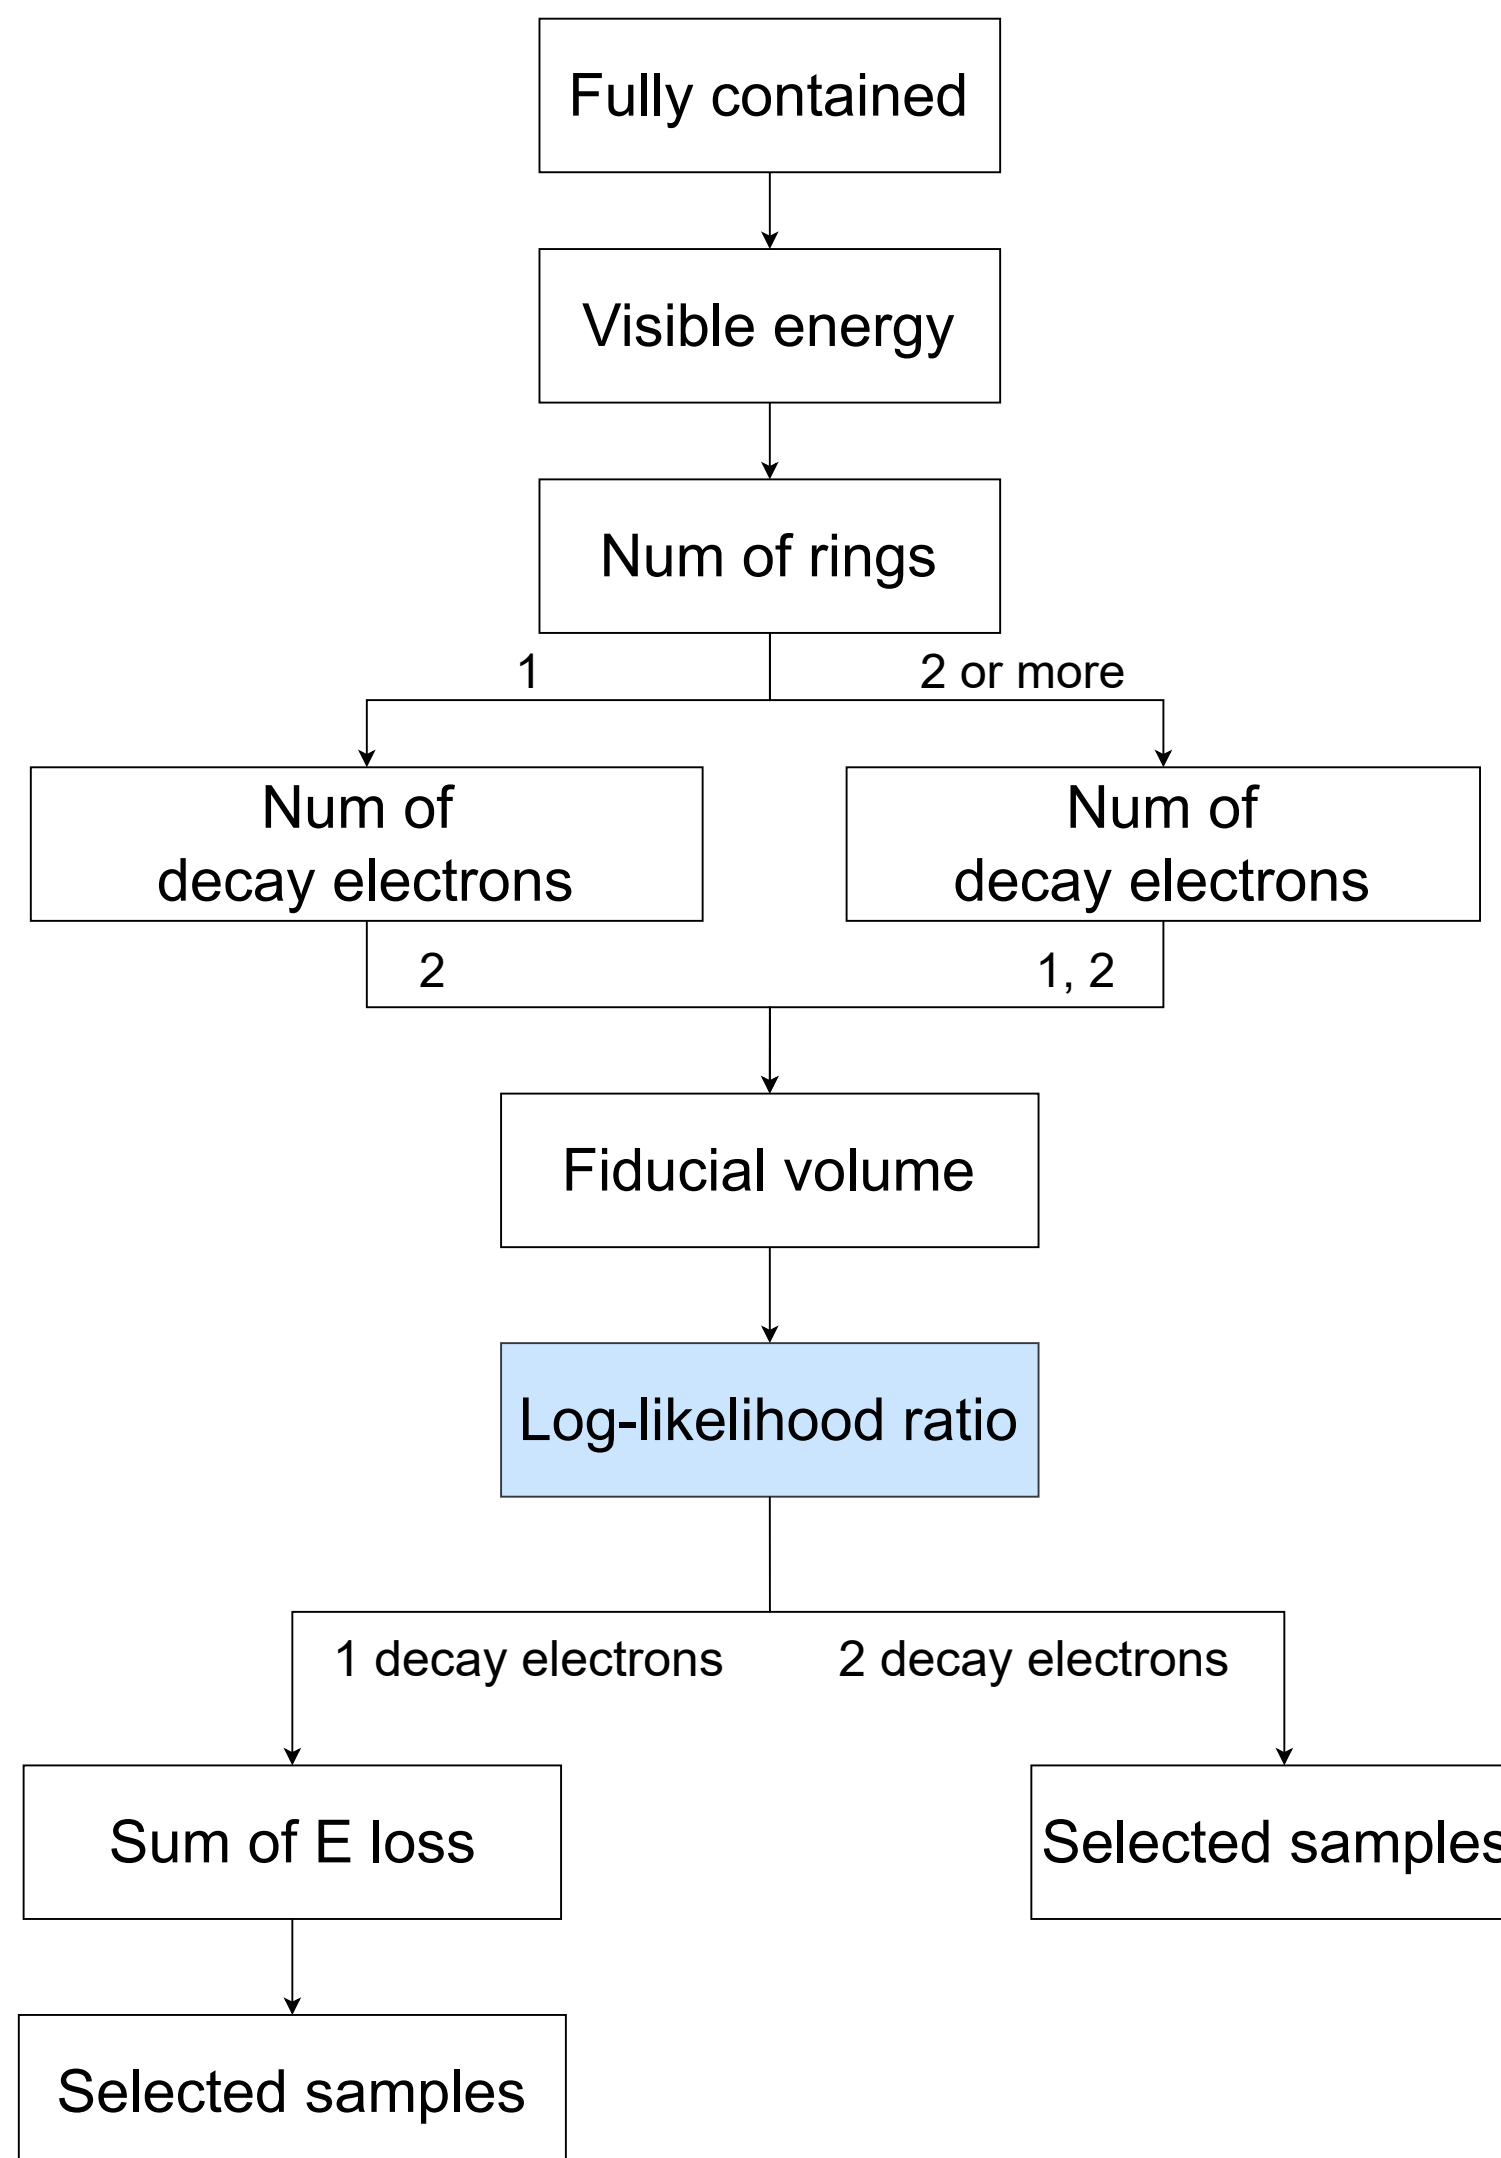 Fully contained
Visible energy
Num of rings
1
2 or more
Num of
decay electrons
Num of
decay electrons
2
1, 2
Fiducial volume
Log-likelihood ratio
1 decay electrons
2 decay electrons
Sum of E loss
Selected samples
Selected samples